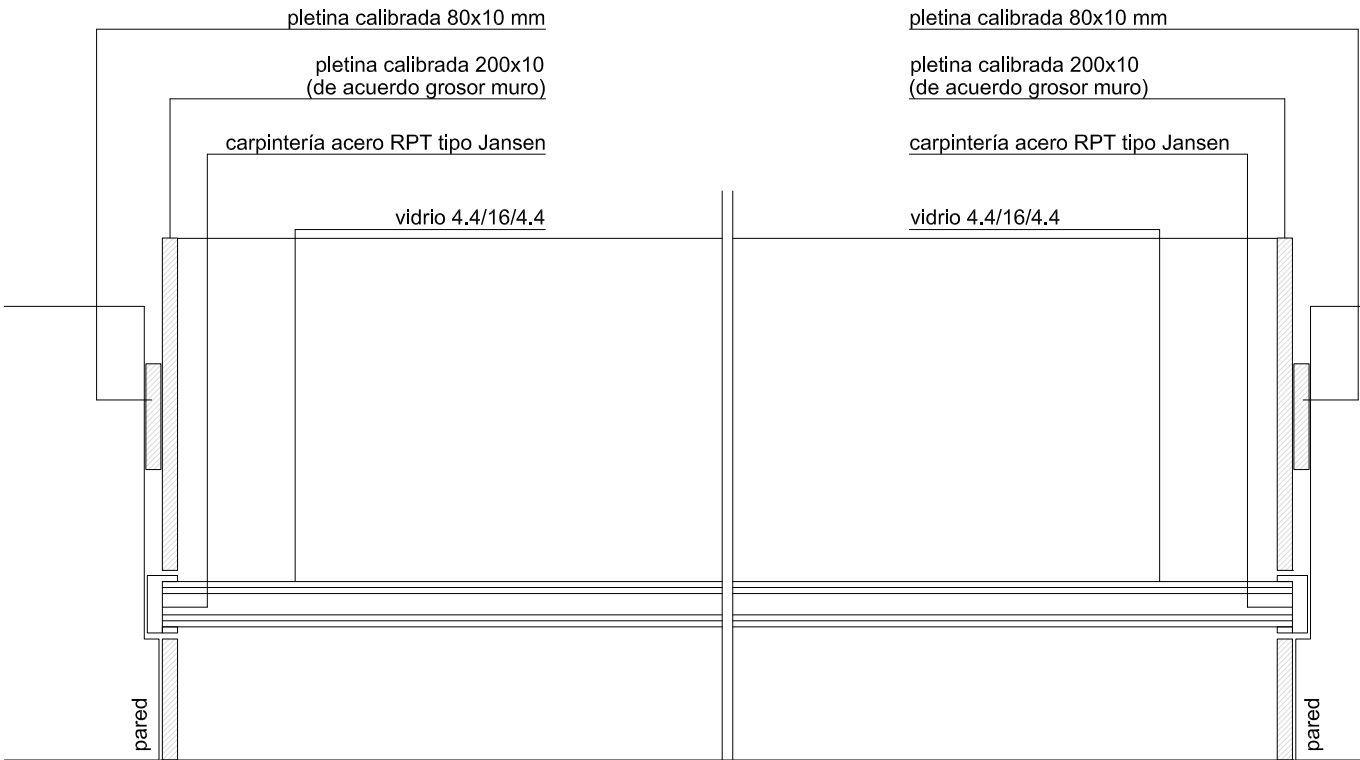 pletina calibrada 80x10 mm
pletina calibrada 200x10
(de acuerdo grosor muro)
carpintería acero RPT tipo Jansen
vidrio 4.4/16/4.4
pletina calibrada 80x10 mm
pletina calibrada 200x10
(de acuerdo grosor muro)
carpintería acero RPT tipo Jansen
vidrio 4.4/16/4.4
pared
pared